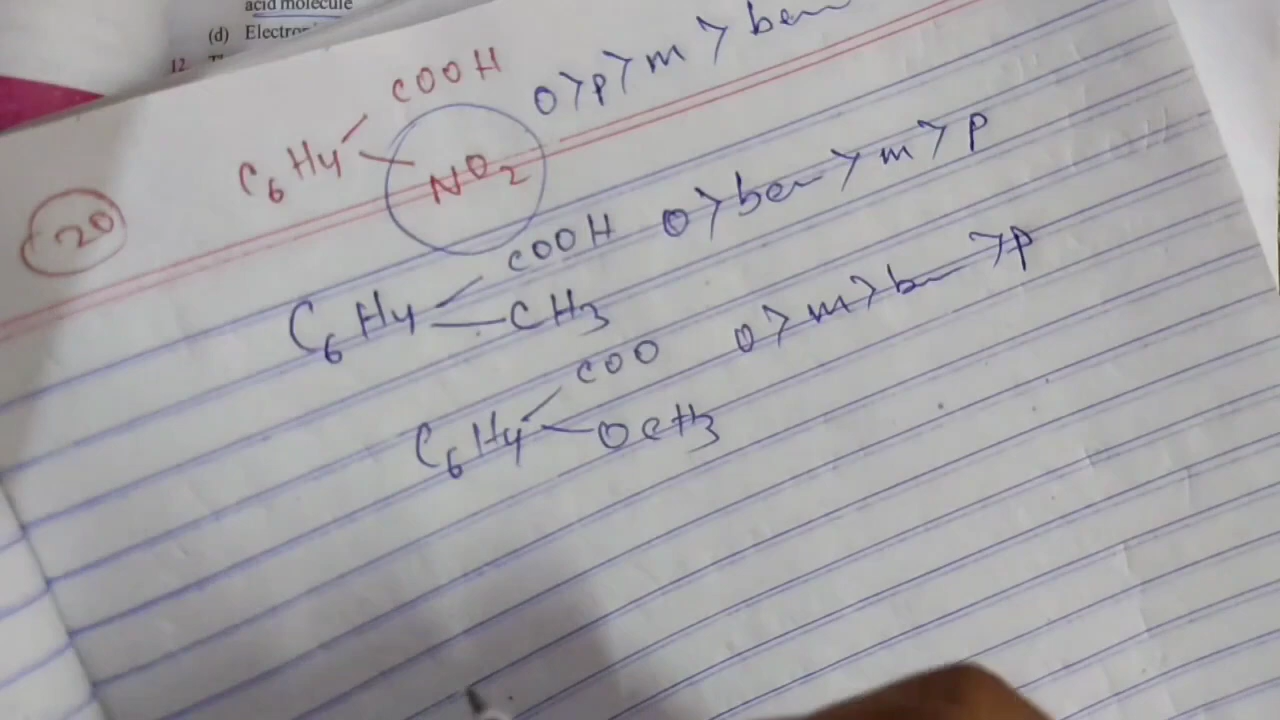 acid molecule
(d) Electro
12.
C6H4 COOH NO2 O>p>m>ben
20
C6H4 COOH CH3 O>ben>m>p
C6H4 COO OCH3 O>m>ben>p